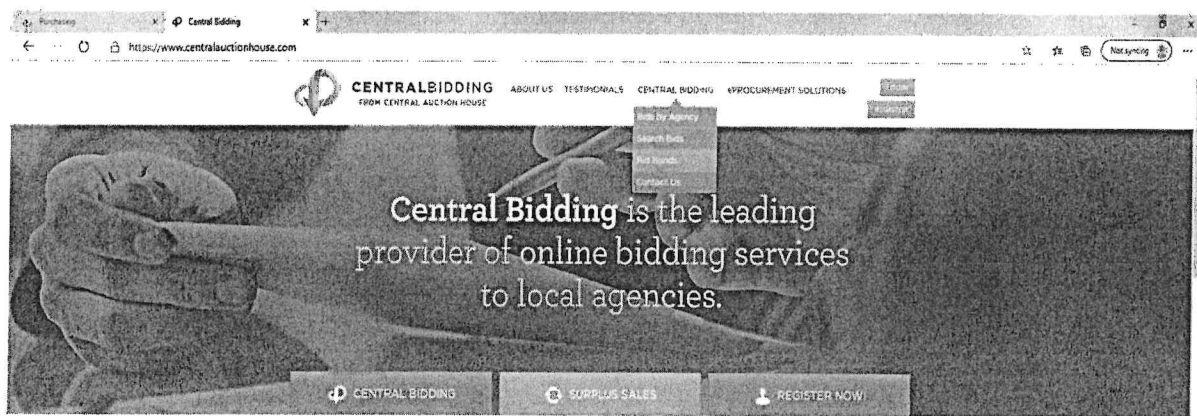 Purchasing
Central Bidding
https://www.centralauctionhouse.com
Not syncing
CENTRALBIDDING
FROM CENTRAL AUCTION HOUSE
ABOUT US TESTIMONIALS CENTRAL BIDDING ePROCUREMENT SOLUTIONS
Bids by Agency
Search Bids
Bid Bonds
Contact Us
Central Bidding is the leading
provider of online bidding services
to local agencies.
CENTRAL BIDDING
SURPLUS SALES
REGISTER NOW!